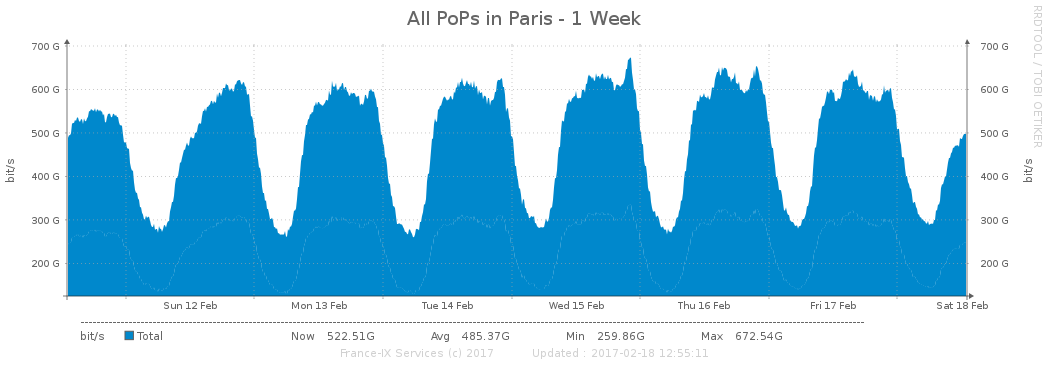 All PoPs in Paris - 1 Week
RRDTOOL / TOBI OETIKER
bit/s
700 G 700 G
600 G 600 G
500 G 500 G
400 G 400 G
300 G 300 G
200 G 200 G
bit/s
Sun 12 Feb Mon 13 Feb Tue 14 Feb Wed 15 Feb Thu 16 Feb Fri 17 Feb Sat 18 Feb
bit/s Total Now 522.51G Avg 485.37G Min 259.86G Max 672.54G
France-IX Services (c) 2017 Updated : 2017-02-18 12:55:11